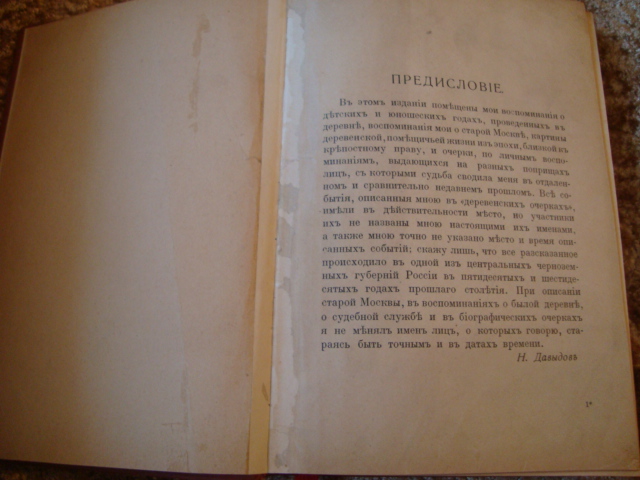 ПРЕДИСЛОВІЕ
Въ этомъ изданіи помѣщены мои воспоминанія о
дѣтскихъ и юношескихъ годахъ, проведенныхъ въ
деревнѣ, воспоминанія мои о старой Москвѣ, картины
деревенской, помѣщичьей жизни изъ эпохи, близкой къ
крѣпостному праву, и очерки, по личнымъ воспо-
минаніямъ, выдающихся на разныхъ поприщахъ
лицъ, съ которыми судьба сводила меня въ отдален-
номъ и сравнительно недавнемъ прошломъ. Всѣ со-
бытія, описанныя мною въ «деревенскихъ очеркахъ»,
имѣли въ дѣйствительности мѣсто, но участники
ихъ не названы мною настоящими ихъ именами,
а также мною точно не указано мѣсто и время опи-
санныхъ событій; скажу лишь, что все разсказанное
происходило въ одной изъ центральныхъ чернозем-
ныхъ губерній Россіи въ пятидесятыхъ и шестиде-
сятыхъ годахъ прошлаго столѣтія. При описаніи
старой Москвы, въ воспоминаніяхъ о былой деревнѣ,
о судебной службѣ и въ біографическихъ очеркахъ
я не мѣнялъ именъ лицъ, о которыхъ говорю, ста-
раясь быть точнымъ и въ датахъ времени.
Н. Давыдовъ
1*